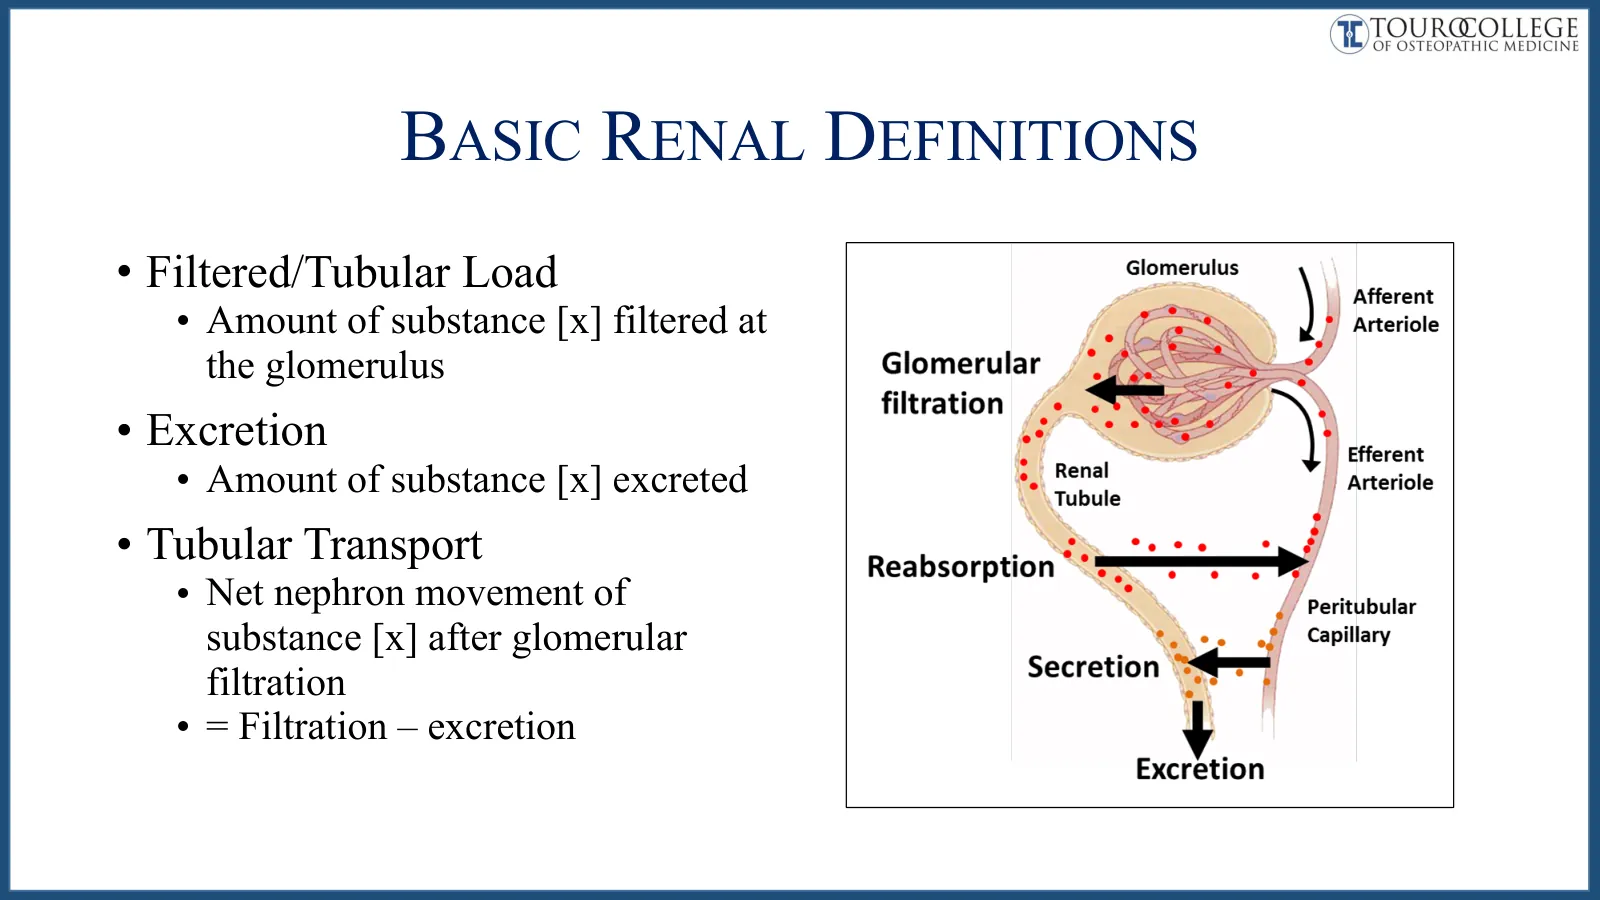 TOUROCOLLEGE
OF OSTEOPATHIC MEDICINE
BASIC RENAL DEFINITIONS
• Filtered/Tubular Load
• Amount of substance [x] filtered at
the glomerulus
• Excretion
• Amount of substance [x] excreted
• Tubular Transport
• Net nephron movement of
substance [x] after glomerular
filtration
• = Filtration – excretion
Glomerulus
Afferent
Arteriole
Glomerular
filtration
Efferent
Arteriole
Renal
Tubule
Reabsorption
Peritubular
Capillary
Secretion
Excretion